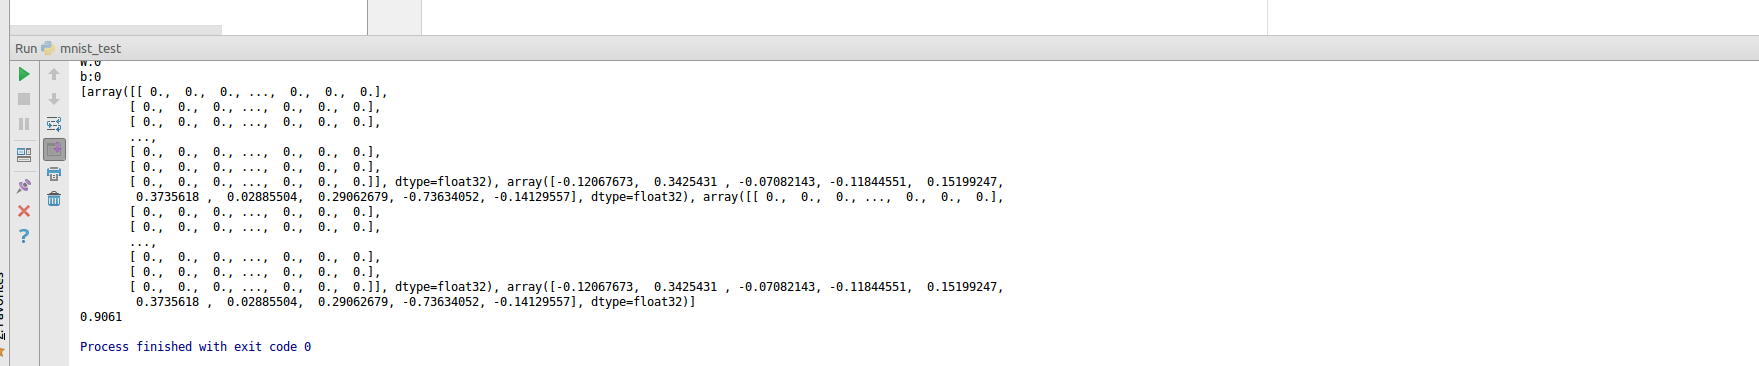 Run mnist_test
W:0
b:0
[array([[ 0.,  0.,  0., ...,  0.,  0.,  0.],
       [ 0.,  0.,  0., ...,  0.,  0.,  0.],
       [ 0.,  0.,  0., ...,  0.,  0.,  0.],
       ...,
       [ 0.,  0.,  0., ...,  0.,  0.,  0.],
       [ 0.,  0.,  0., ...,  0.,  0.,  0.],
       [ 0.,  0.,  0., ...,  0.,  0.,  0.]], dtype=float32), array([-0.12067673,  0.3425431 , -0.07082143, -0.11844551,  0.15199247,
        0.3735618 ,  0.02885504,  0.29062679, -0.73634052, -0.14129557], dtype=float32), array([[ 0.,  0.,  0., ...,  0.,  0.,  0.],
       [ 0.,  0.,  0., ...,  0.,  0.,  0.],
       [ 0.,  0.,  0., ...,  0.,  0.,  0.],
       ...,
       [ 0.,  0.,  0., ...,  0.,  0.,  0.],
       [ 0.,  0.,  0., ...,  0.,  0.,  0.],
       [ 0.,  0.,  0., ...,  0.,  0.,  0.]], dtype=float32), array([-0.12067673,  0.3425431 , -0.07082143, -0.11844551,  0.15199247,
        0.3735618 ,  0.02885504,  0.29062679, -0.73634052, -0.14129557], dtype=float32)]
0.9061
Process finished with exit code 0